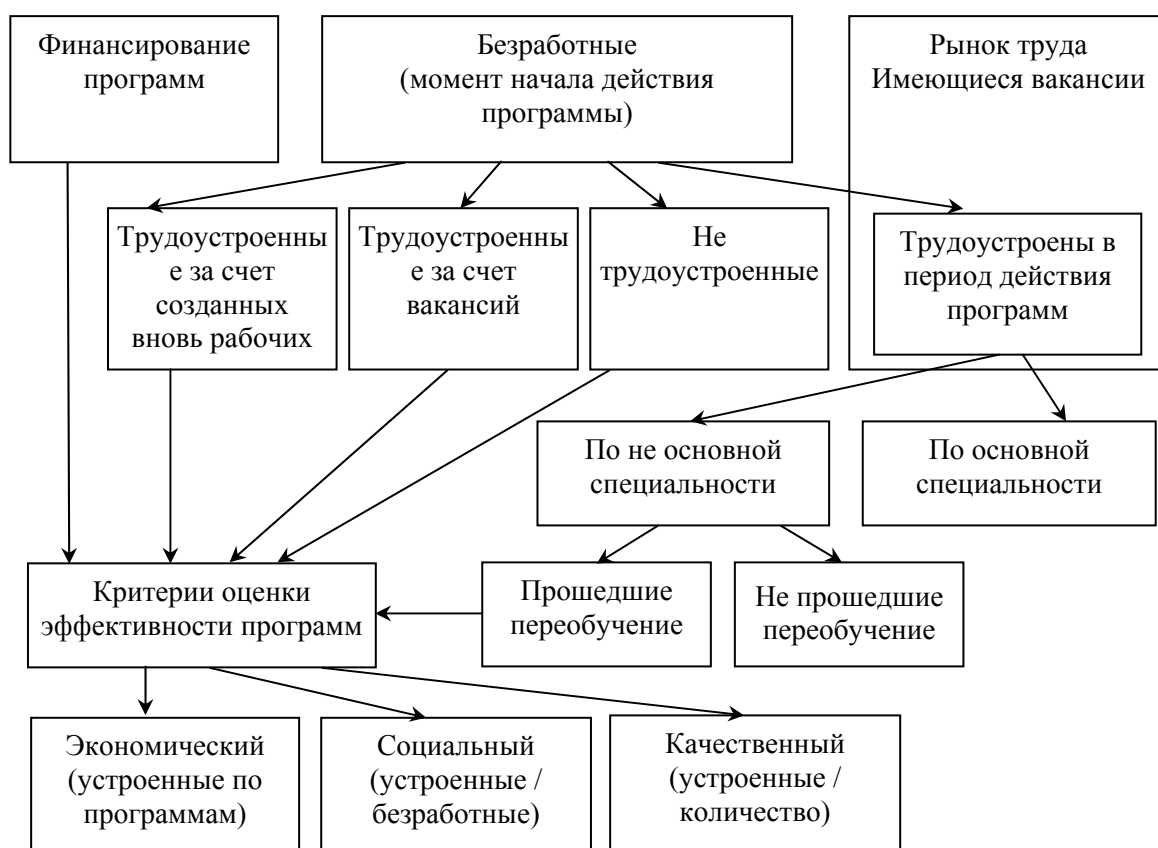 Финансирование
программ
Безработные
(момент начала действия
программы)
Рынок труда
Имеющиеся вакансии
Трудоустроенны
е за счет
созданных
вновь рабочих
Трудоустроенны
е за счет
вакансий
Не
трудоустроенные
Трудоустроены в
период действия
программ
По не основной
специальности
По основной
специальности
Критерии оценки
эффективности программ
Прошедшие
переобучение
Не прошедшие
переобучение
Экономический
(устроенные по
программам)
Социальный
(устроенные /
безработные)
Качественный
(устроенные /
количество)